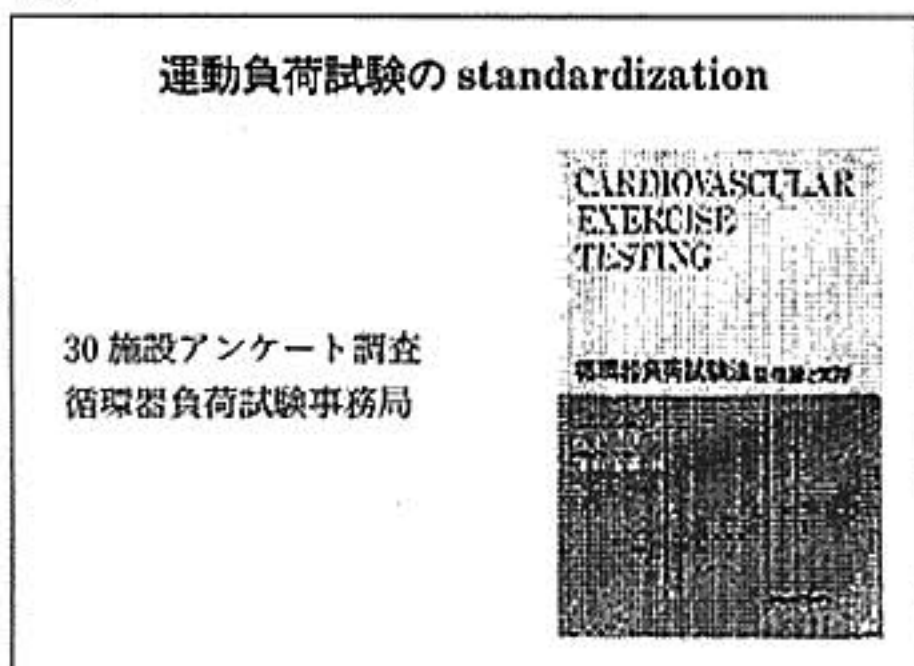 運動負荷試験の standardization
CARDIOVASCULAR
EXERCISE
TESTING
30 施設アンケート調査
循環器負荷試験事務局
循環器負荷試験法